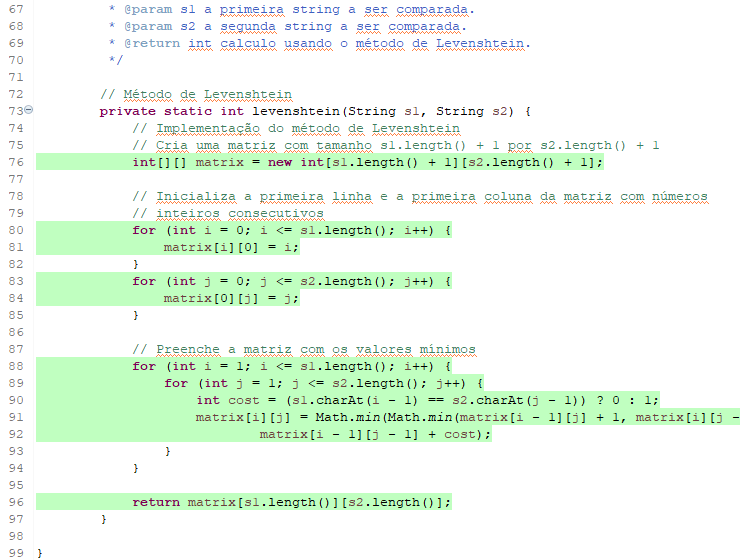 67 * @param s1 a primeira string a ser comparada.
68 * @param s2 a segunda string a ser comparada.
69 * @return int calculo usando o método de Levenshtein.
70 */
71
72 // Método de Levenshtein
73 private static int levenshtein(String s1, String s2) {
74 // Implementação do método de Levenshtein
75 // Cria uma matriz com tamanho s1.length() + 1 por s2.length() + 1
76 int[][] matrix = new int[s1.length() + 1][s2.length() + 1];
77
78 // Inicializa a primeira linha e a primeira coluna da matriz com números
79 // inteiros consecutivos
80 for (int i = 0; i <= s1.length(); i++) {
81 matrix[i][0] = i;
82 }
83 for (int j = 0; j <= s2.length(); j++) {
84 matrix[0][j] = j;
85 }
86
87 // Preenche a matriz com os valores mínimos
88 for (int i = 1; i <= s1.length(); i++) {
89 for (int j = 1; j <= s2.length(); j++) {
90 int cost = (s1.charAt(i - 1) == s2.charAt(j - 1)) ? 0 : 1;
91 matrix[i][j] = Math.min(Math.min(matrix[i - 1][j] + 1, matrix[i][j -
92 matrix[i - 1][j - 1] + cost);
93 }
94 }
95
96 return matrix[s1.length()][s2.length()];
97 }
98
99 }